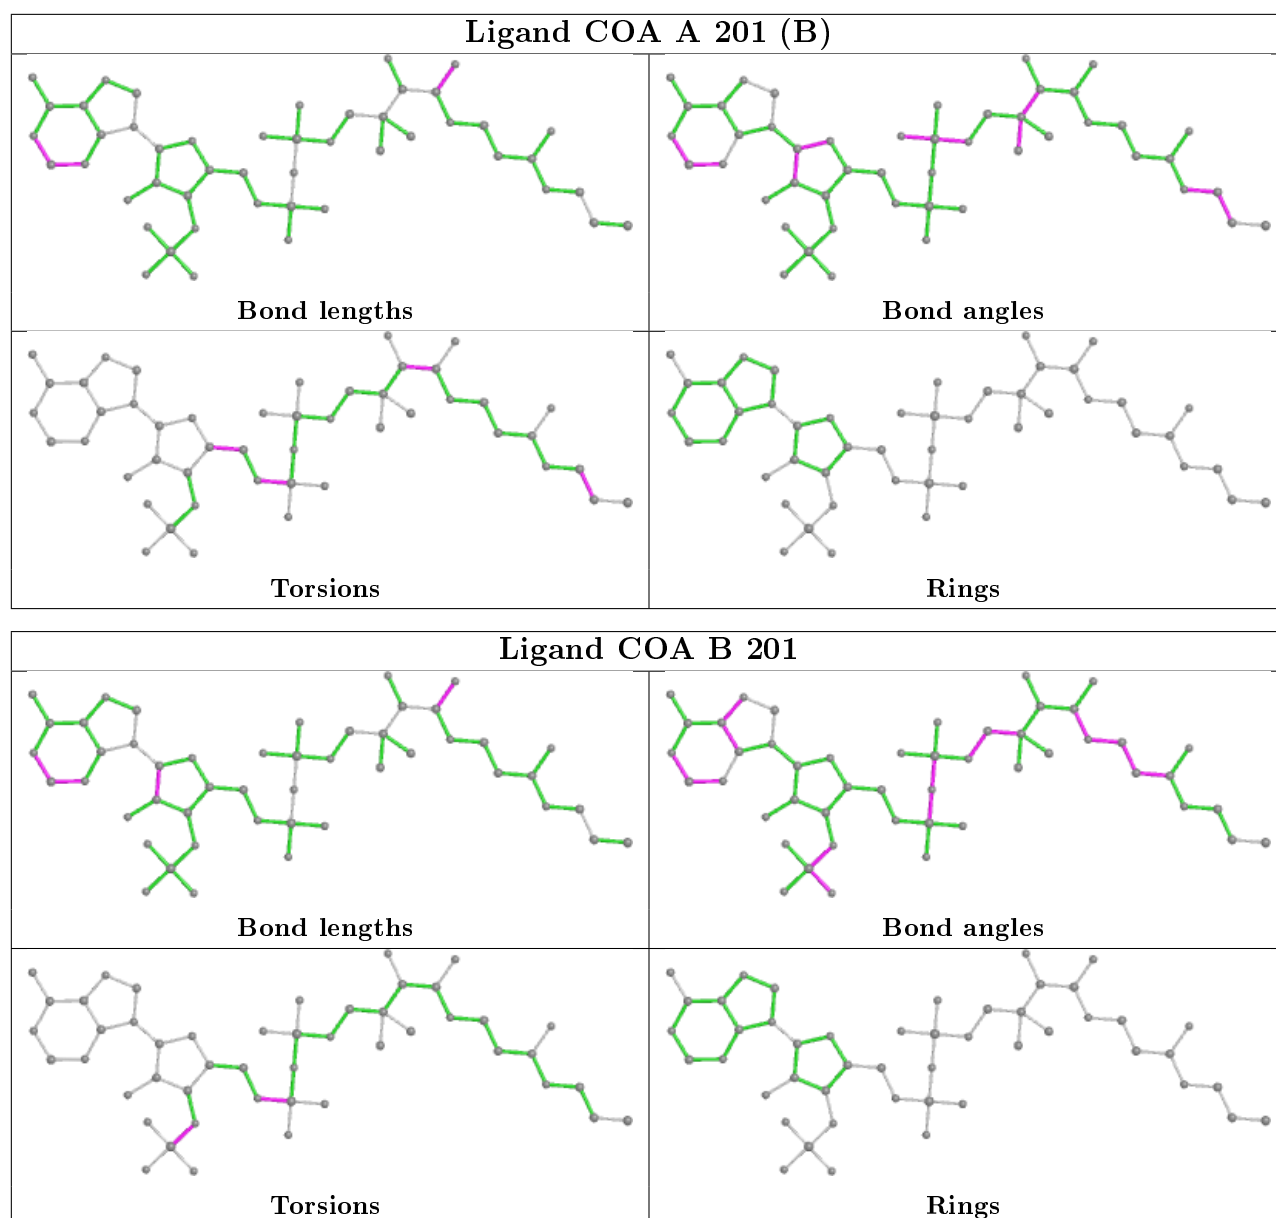 Ligand COA A 201 (B)
Bond lengths
Bond angles
Torsions
Rings
Ligand COA B 201
Bond lengths
Bond angles
Torsions
Rings